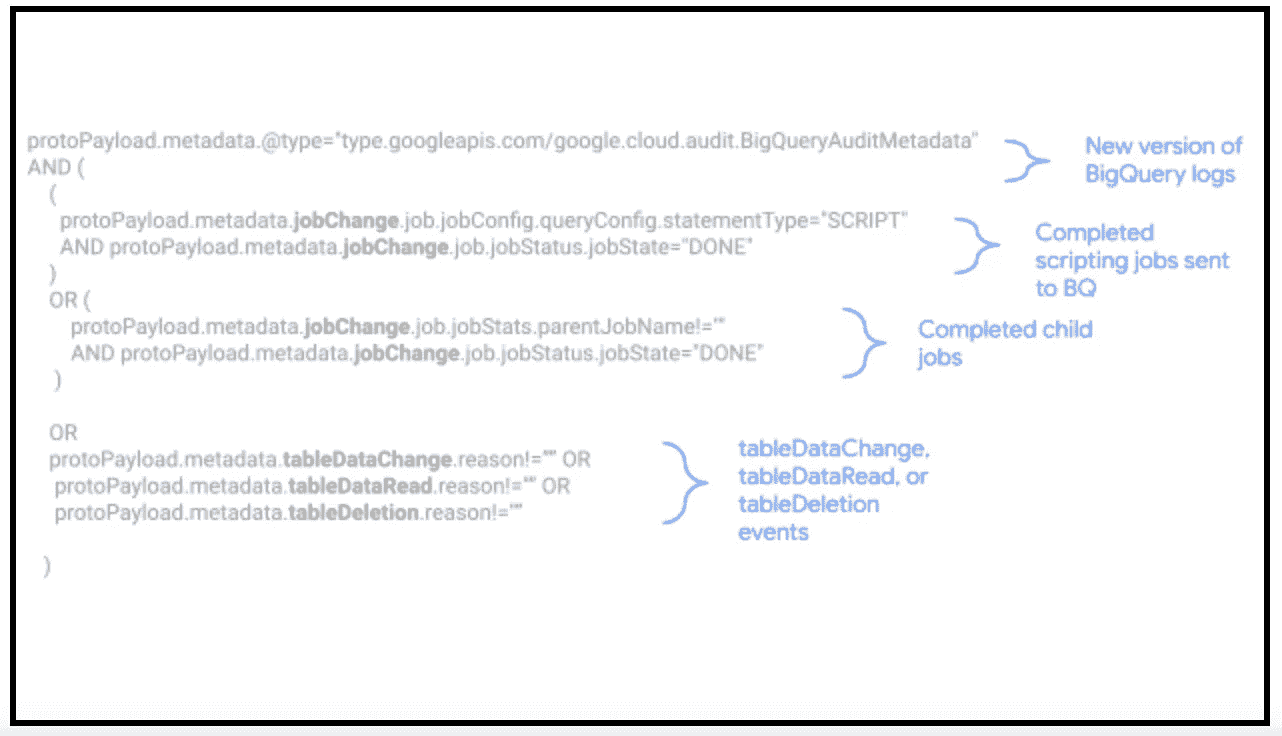 protoPayload.metadata.@type="type.googleapis.com/google.cloud.audit.BigQueryAuditMetadata"
AND (
(
protoPayload.metadata.jobChange.job.jobConfig.queryConfig.statementType="SCRIPT"
AND protoPayload.metadata.jobChange.job.jobStatus.jobState="DONE"
)
OR (
protoPayload.metadata.jobChange.job.jobStats.parentJobName!=""
AND protoPayload.metadata.jobChange.job.jobStatus.jobState="DONE"
)
OR
protoPayload.metadata.tableDataChange.reason!="" OR
protoPayload.metadata.tableDataRead.reason!="" OR
protoPayload.metadata.tableDeletion.reason!=""
)
New version of
BigQuery logs
Completed
scripting jobs sent
to BQ
Completed child
jobs
tableDataChange,
tableDataRead, or
tableDeletion
events